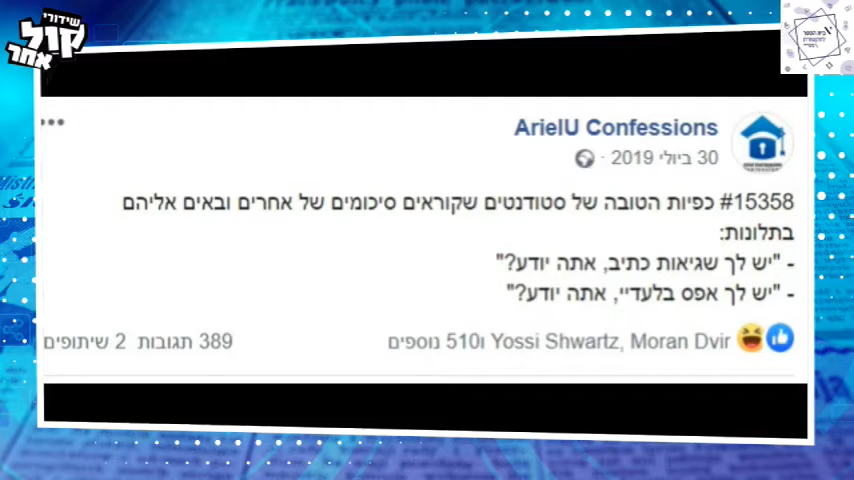 שידורי
קול
אחר
ArielU Confessions
30 ביולי 2019 ·
#15358 כפיות הטובה של סטודנטים שקוראים סיכומים של אחרים ובאים אליהם
בתלונות:
- "יש לך שגיאות כתיב, אתה יודע?"
- "יש לך אפס בלעדיי, אתה יודע?"
Yossi Shwartz, Moran Dvir ו510 נוספים
389 תגובות 2 שיתופים